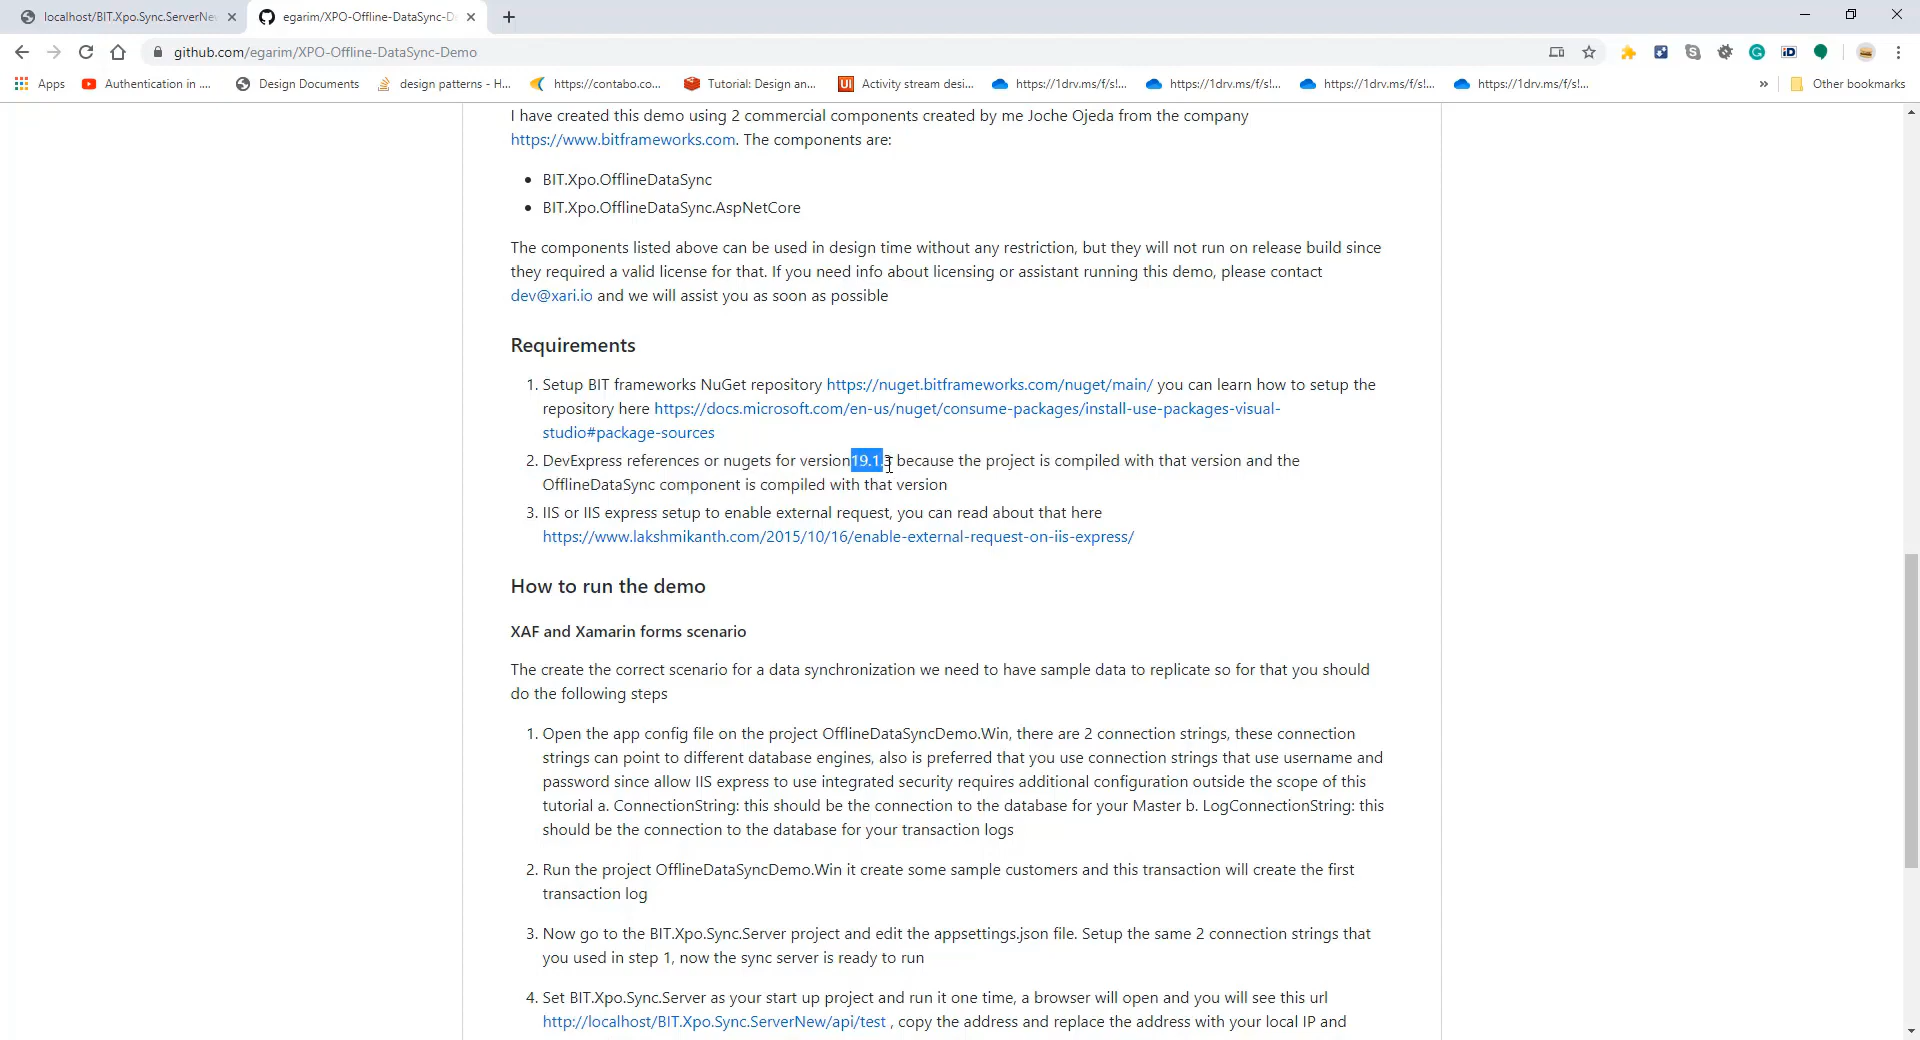 localhost/BIT.Xpo.Sync.ServerNe
egarim/XPO-Offline-DataSync-D
github.com/egarim/XPO-Offline-DataSync-Demo
Apps
Authentication in ....
Design Documents
design patterns - H...
https://contabo.co...
Tutorial: Design an...
Activity stream desi...
https://1drv.ms/f/s!...
https://1drv.ms/f/s!...
https://1drv.ms/f/s!...
https://1drv.ms/f/s!...
»
Other bookmarks
I have created this demo using 2 commercial components created by me Joche Ojeda from the company
https://www.bitframeworks.com. The components are:
• BIT.Xpo.OfflineDataSync
• BIT.Xpo.OfflineDataSync.AspNetCore
The components listed above can be used in design time without any restriction, but they will not run on release build since
they required a valid license for that. If you need info about licensing or assistant running this demo, please contact
dev@xari.io and we will assist you as soon as possible
Requirements
1. Setup BIT frameworks NuGet repository https://nuget.bitframeworks.com/nuget/main/ you can learn how to setup the
repository here https://docs.microsoft.com/en-us/nuget/consume-packages/install-use-packages-visual-
studio#package-sources
2. DevExpress references or nugets for version19.1.3 because the project is compiled with that version and the
OfflineDataSync component is compiled with that version
3. IIS or IIS express setup to enable external request, you can read about that here
https://www.lakshmikanth.com/2015/10/16/enable-external-request-on-iis-express/
How to run the demo
XAF and Xamarin forms scenario
The create the correct scenario for a data synchronization we need to have sample data to replicate so for that you should
do the following steps
1. Open the app config file on the project OfflineDataSyncDemo.Win, there are 2 connection strings, these connection
strings can point to different database engines, also is preferred that you use connection strings that use username and
password since allow IIS express to use integrated security requires additional configuration outside the scope of this
tutorial a. ConnectionString: this should be the connection to the database for your Master b. LogConnectionString: this
should be the connection to the database for your transaction logs
2. Run the project OfflineDataSyncDemo.Win it create some sample customers and this transaction will create the first
transaction log
3. Now go to the BIT.Xpo.Sync.Server project and edit the appsettings.json file. Setup the same 2 connection strings that
you used in step 1, now the sync server is ready to run
4. Set BIT.Xpo.Sync.Server as your start up project and run it one time, a browser will open and you will see this url
http://localhost/BIT.Xpo.Sync.ServerNew/api/test , copy the address and replace the address with your local IP and